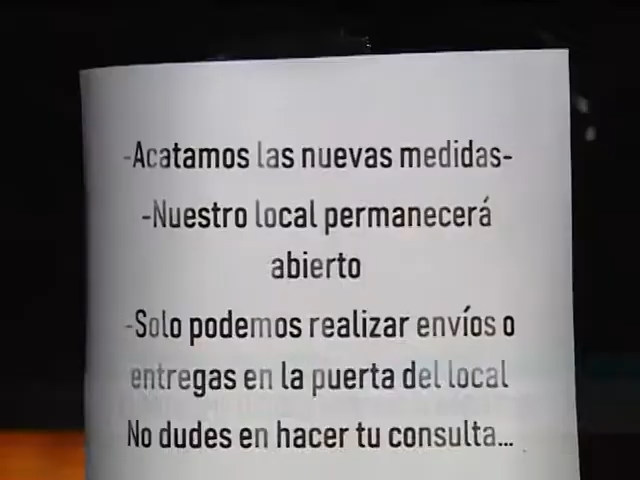 -Acatamos las nuevas medidas-
-Nuestro local permanecerá
abierto
-Solo podemos realizar envíos o
entregas en la puerta del local
No dudes en hacer tu consulta...